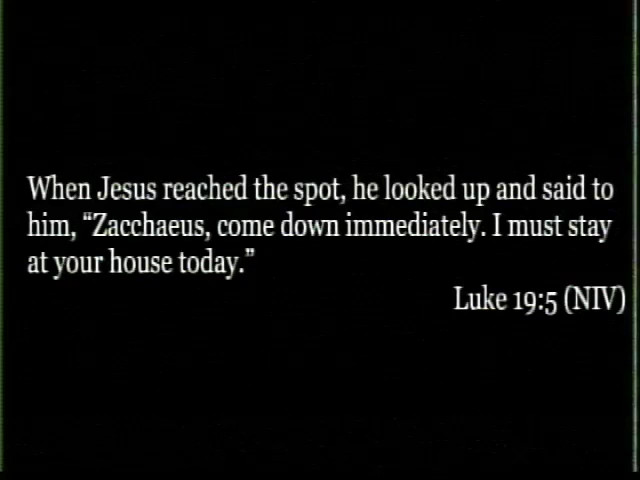 When Jesus reached the spot, he looked up and said to
him, “Zacchaeus, come down immediately. I must stay
at your house today.”
Luke 19:5 (NIV)